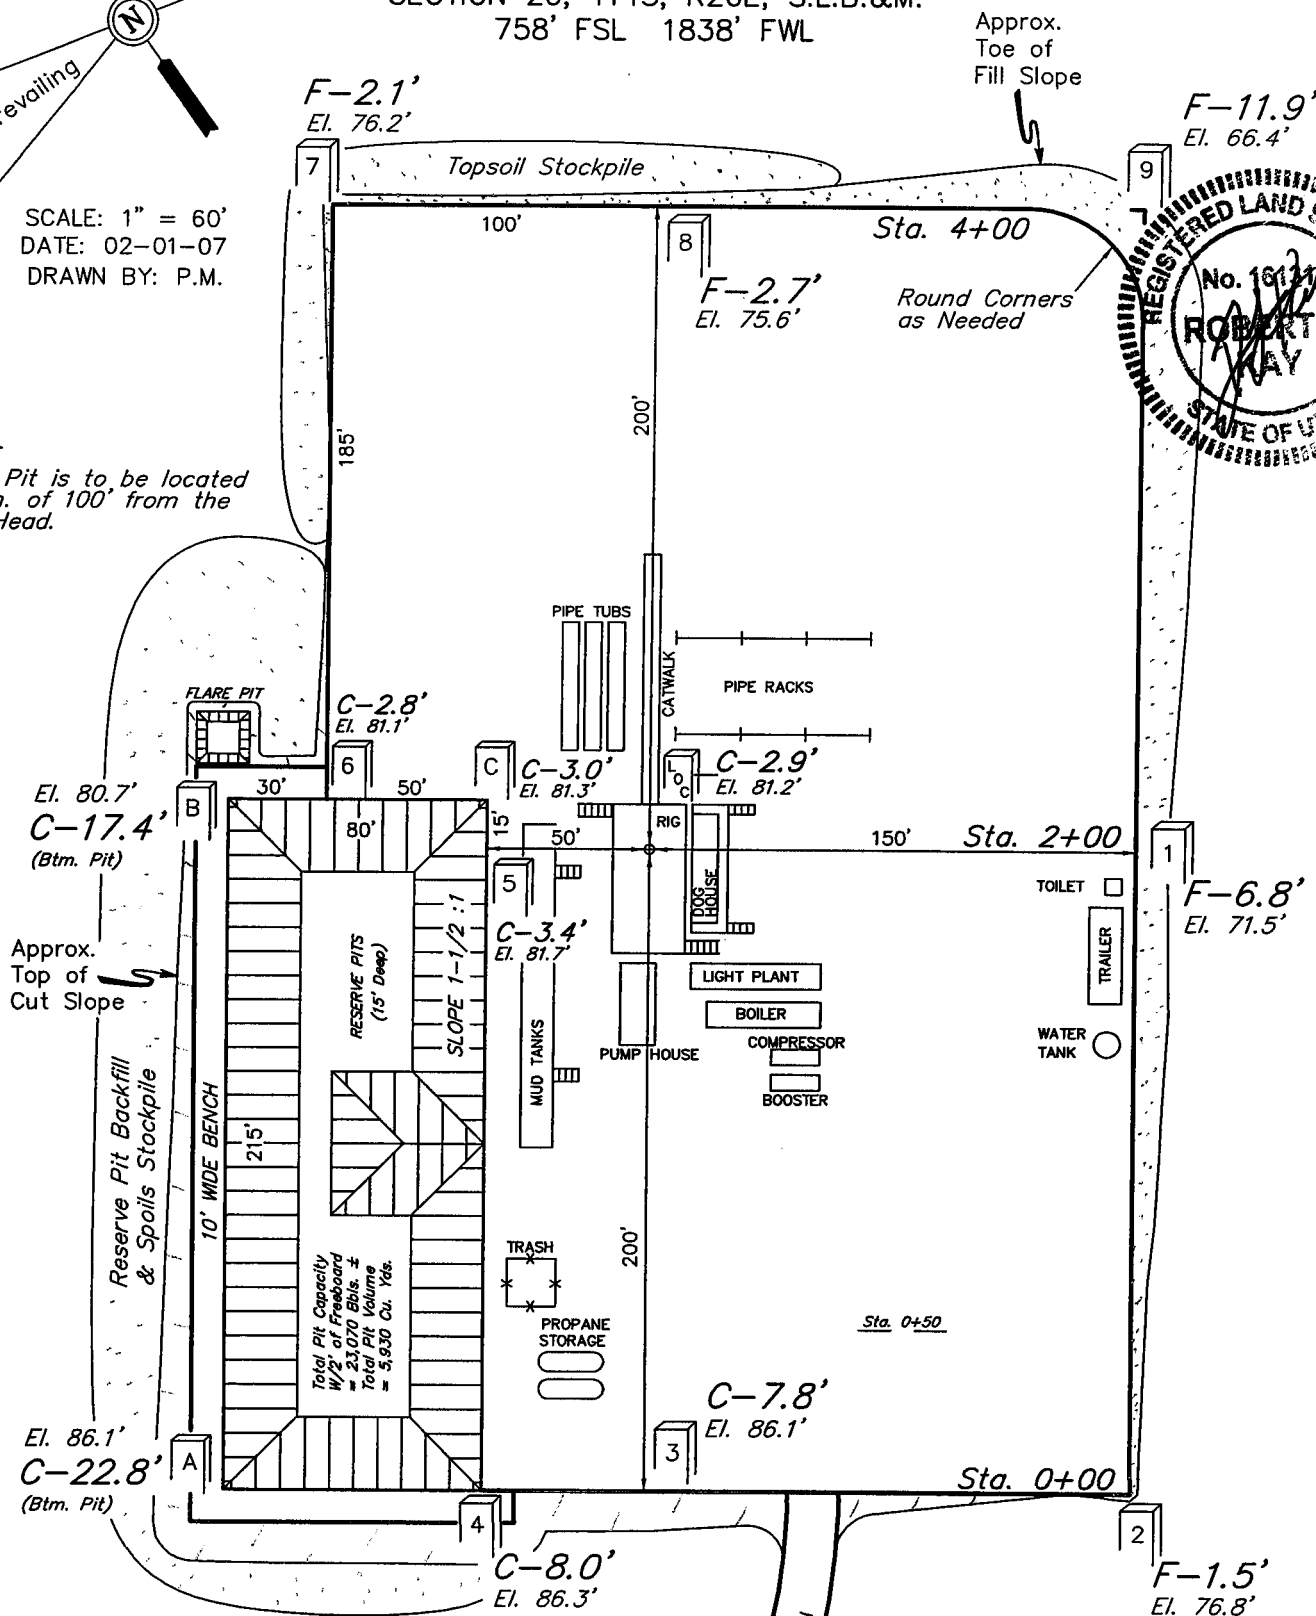 758' FSL 1838' FWL
Approx.
Toe of
Fill Slope
N
F-2.1'
El. 76.2'
7
Topsoil Stockpile
9
F-11.9'
El. 66.4'
SCALE: 1" = 60'
DATE: 02-01-07
DRAWN BY: P.M.
100'
8
Sta. 4+00
F-2.7'
El. 75.6'
Round Corners
as Needed
REGISTERED LAND
ROBERT
KAY
STATE OF
200'
185'
Pit is to be located
of 100' from the
PIPE TUBS
CATWALK
PIPE RACKS
FLARE PIT
C-2.8'
El. 81.1'
6
C
C-3.0'
El. 81.3'
LOC
C-2.9'
El. 81.2'
El. 80.7'
B
C-17.4'
(Btm. Pit)
30'
50'
80'
15'
50'
RIG
150'
Sta. 2+00
1
F-6.8'
El. 71.5'
5
C-3.4'
El. 81.7'
DOG
HOUSE
TOILET
TRAILER
WATER
TANK
Approx.
Top of
Cut Slope
RESERVE PITS
(15' Deep)
SLOPE 1-1/2 :1
MUD TANKS
LIGHT PLANT
BOILER
PUMP HOUSE
COMPRESSOR
BOOSTER
Reserve Pit Backfill
& Spoils Stockpile
10' WIDE BENCH
215'
Total Pit Capacity
W/2' of Freeboard
= 23,070 Bbls. ±
Total Pit Volume
= 5,930 Cu. Yds.
TRASH
PROPANE
STORAGE
200'
Sta. 0+50
C-7.8'
El. 86.1'
3
El. 86.1'
A
C-22.8'
(Btm. Pit)
Sta. 0+00
4
C-8.0'
El. 86.3'
2
F-1.5'
El. 76.8'